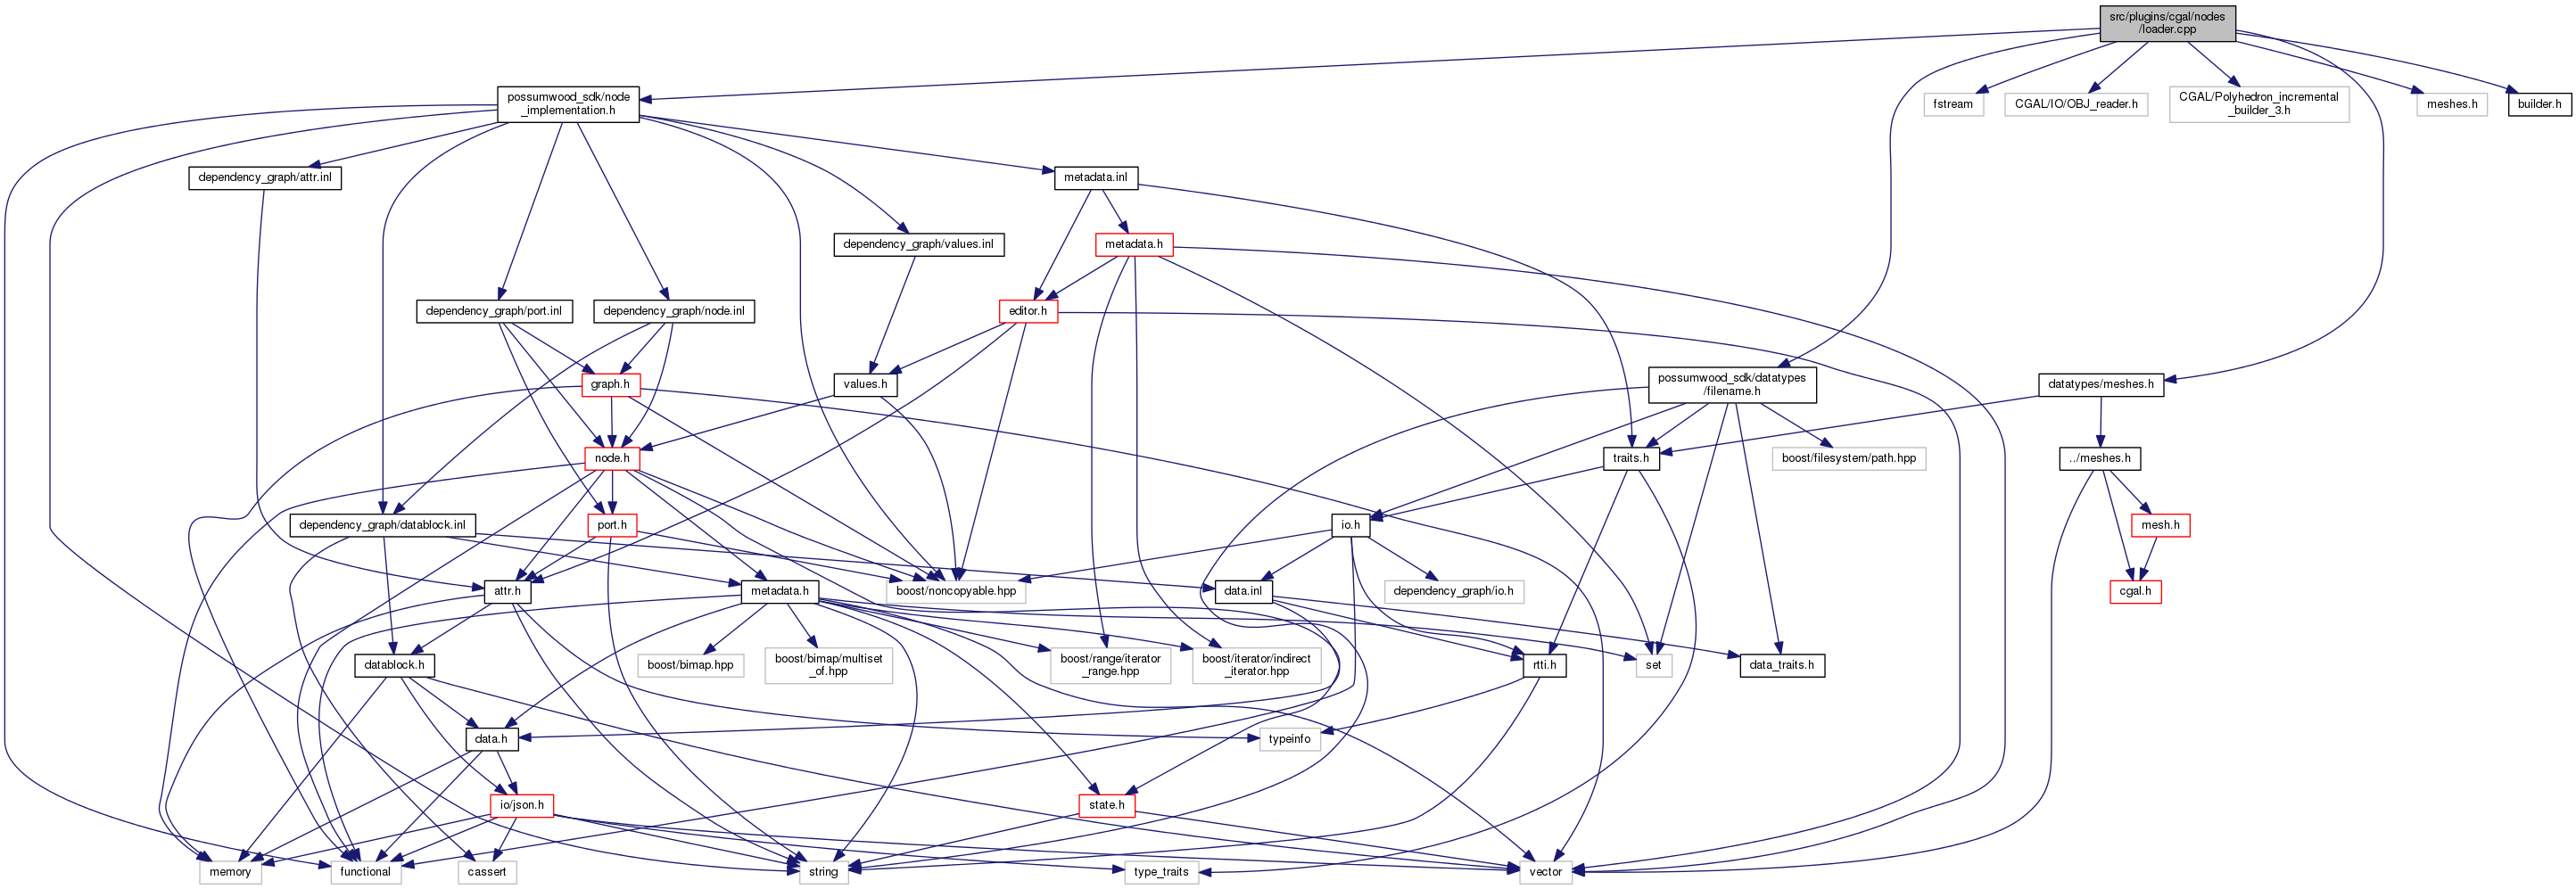 src/plugins/cgal/nodes
/loader.cpp
possumwood_sdk/node
_implementation.h
fstream
CGAL/IO/OBJ_reader.h
CGAL/Polyhedron_incremental
_builder_3.h
meshes.h
builder.h
dependency_graph/attr.inl
metadata.inl
dependency_graph/values.inl
metadata.h
dependency_graph/port.inl
dependency_graph/node.inl
editor.h
graph.h
values.h
possumwood_sdk/datatypes
/filename.h
datatypes/meshes.h
node.h
traits.h
boost/filesystem/path.hpp
../meshes.h
dependency_graph/datablock.inl
port.h
io.h
mesh.h
attr.h
metadata.h
boost/noncopyable.hpp
data.inl
dependency_graph/io.h
cgal.h
datablock.h
boost/bimap.hpp
boost/bimap/multiset
_of.hpp
boost/range/iterator
_range.hpp
boost/iterator/indirect
_iterator.hpp
rtti.h
set
data_traits.h
data.h
typeinfo
io/json.h
state.h
memory
functional
cassert
string
type_traits
vector